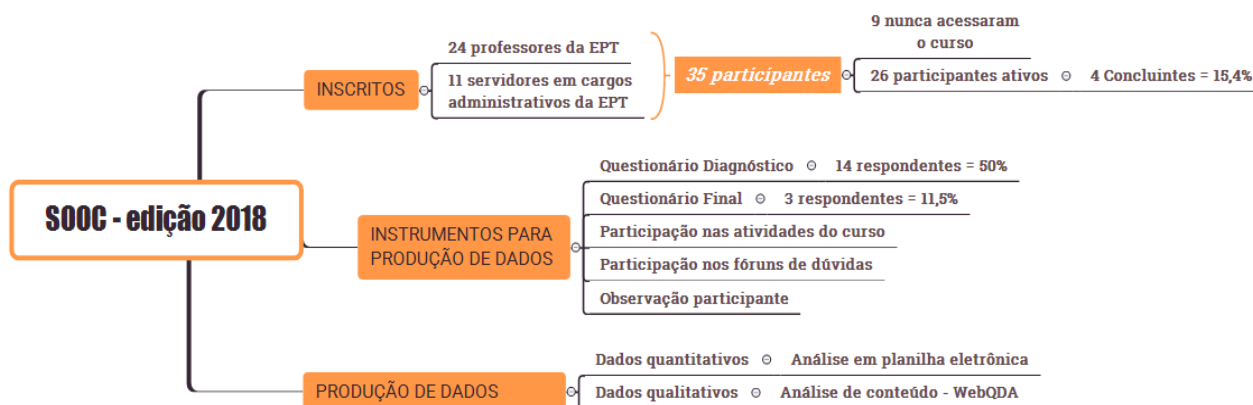 SOOC - edição 2018
INSCRITOS
24 professores da EPT
11 servidores em cargos
administrativos da EPT
35 participantes
9 nunca acessaram
o curso
26 participantes ativos
4 Concluintes = 15,4%
INSTRUMENTOS PARA
PRODUÇÃO DE DADOS
Questionário Diagnóstico
14 respondentes = 50%
Questionário Final
3 respondentes = 11,5%
Participação nas atividades do curso
Participação nos fóruns de dúvidas
Observação participante
PRODUÇÃO DE DADOS
Dados quantitativos
Análise em planilha eletrônica
Dados qualitativos
Análise de conteúdo - WebQDA